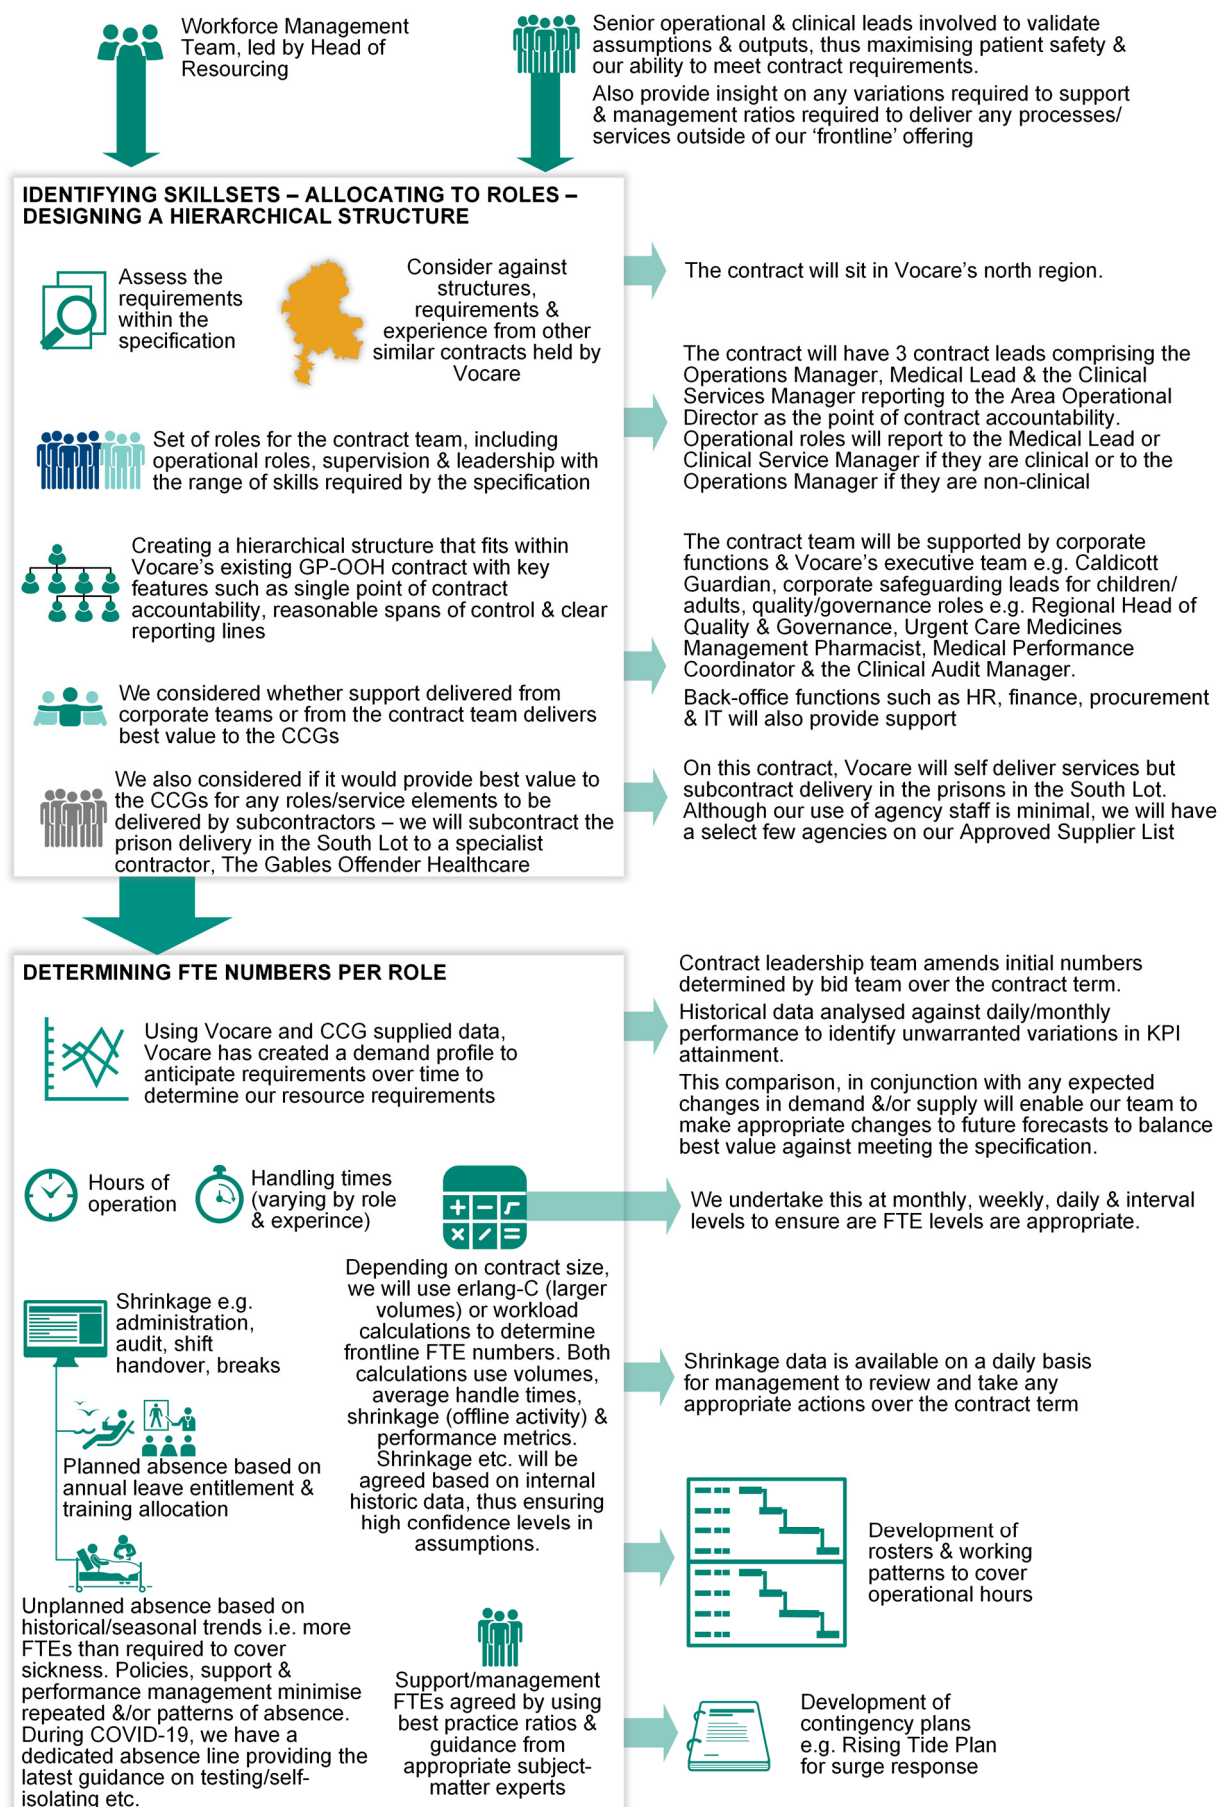 Workforce Management
Team, led by Head of
Resourcing
Senior operational & clinical leads involved to validate
assumptions & outputs, thus maximising patient safety &
our ability to meet contract requirements.
Also provide insight on any variations required to support
& management ratios required to deliver any processes/
services outside of our ‘frontline’ offering
IDENTIFYING SKILLSETS – ALLOCATING TO ROLES –
DESIGNING A HIERARCHICAL STRUCTURE
Assess the
requirements
within the
specification
Consider against
structures,
requirements &
experience from other
similar contracts held by
Vocare
The contract will sit in Vocare’s north region.
Set of roles for the contract team, including
operational roles, supervision & leadership with
the range of skills required by the specification
The contract will have 3 contract leads comprising the
Operations Manager, Medical Lead & the Clinical
Services Manager reporting to the Area Operational
Director as the point of contract accountability.
Operational roles will report to the Medical Lead or
Clinical Service Manager if they are clinical or to the
Operations Manager if they are non-clinical
Creating a hierarchical structure that fits within
Vocare’s existing GP-OOH contract with key
features such as single point of contract
accountability, reasonable spans of control & clear
reporting lines
The contract team will be supported by corporate
functions & Vocare’s executive team e.g. Caldicott
Guardian, corporate safeguarding leads for children/
adults, quality/governance roles e.g. Regional Head of
Quality & Governance, Urgent Care Medicines
Management Pharmacist, Medical Performance
Coordinator & the Clinical Audit Manager.
Back-office functions such as HR, finance, procurement
& IT will also provide support
We considered whether support delivered from
corporate teams or from the contract team delivers
best value to the CCGs
We also considered if it would provide best value to
the CCGs for any roles/service elements to be
delivered by subcontractors – we will subcontract the
prison delivery in the South Lot to a specialist
contractor, The Gables Offender Healthcare
On this contract, Vocare will self deliver services but
subcontract delivery in the prisons in the South Lot.
Although our use of agency staff is minimal, we will have
a select few agencies on our Approved Supplier List
DETERMINING FTE NUMBERS PER ROLE
Using Vocare and CCG supplied data,
Vocare has created a demand profile to
anticipate requirements over time to
determine our resource requirements
Contract leadership team amends initial numbers
determined by bid team over the contract term.
Historical data analysed against daily/monthly
performance to identify unwarranted variations in KPI
attainment.
This comparison, in conjunction with any expected
changes in demand &/or supply will enable our team to
make appropriate changes to future forecasts to balance
best value against meeting the specification.
Hours of
operation
Handling times
(varying by role
& experince)
We undertake this at monthly, weekly, daily & interval
levels to ensure are FTE levels are appropriate.
Depending on contract size,
we will use erlang-C (larger
volumes) or workload
calculations to determine
frontline FTE numbers. Both
calculations use volumes,
average handle times,
shrinkage (offline activity) &
performance metrics.
Shrinkage etc. will be
agreed based on internal
historic data, thus ensuring
high confidence levels in
assumptions.
Shrinkage e.g.
administration,
audit, shift
handover, breaks
Shrinkage data is available on a daily basis
for management to review and take any
appropriate actions over the contract term
Planned absence based on
annual leave entitlement &
training allocation
Development of
rosters & working
patterns to cover
operational hours
Unplanned absence based on
historical/seasonal trends i.e. more
FTEs than required to cover
sickness. Policies, support &
performance management minimise
repeated &/or patterns of absence.
During COVID-19, we have a
dedicated absence line providing the
latest guidance on testing/self-
isolating etc.
Support/management
FTEs agreed by using
best practice ratios &
guidance from
appropriate subject-
matter experts
Development of
contingency plans
e.g. Rising Tide Plan
for surge response